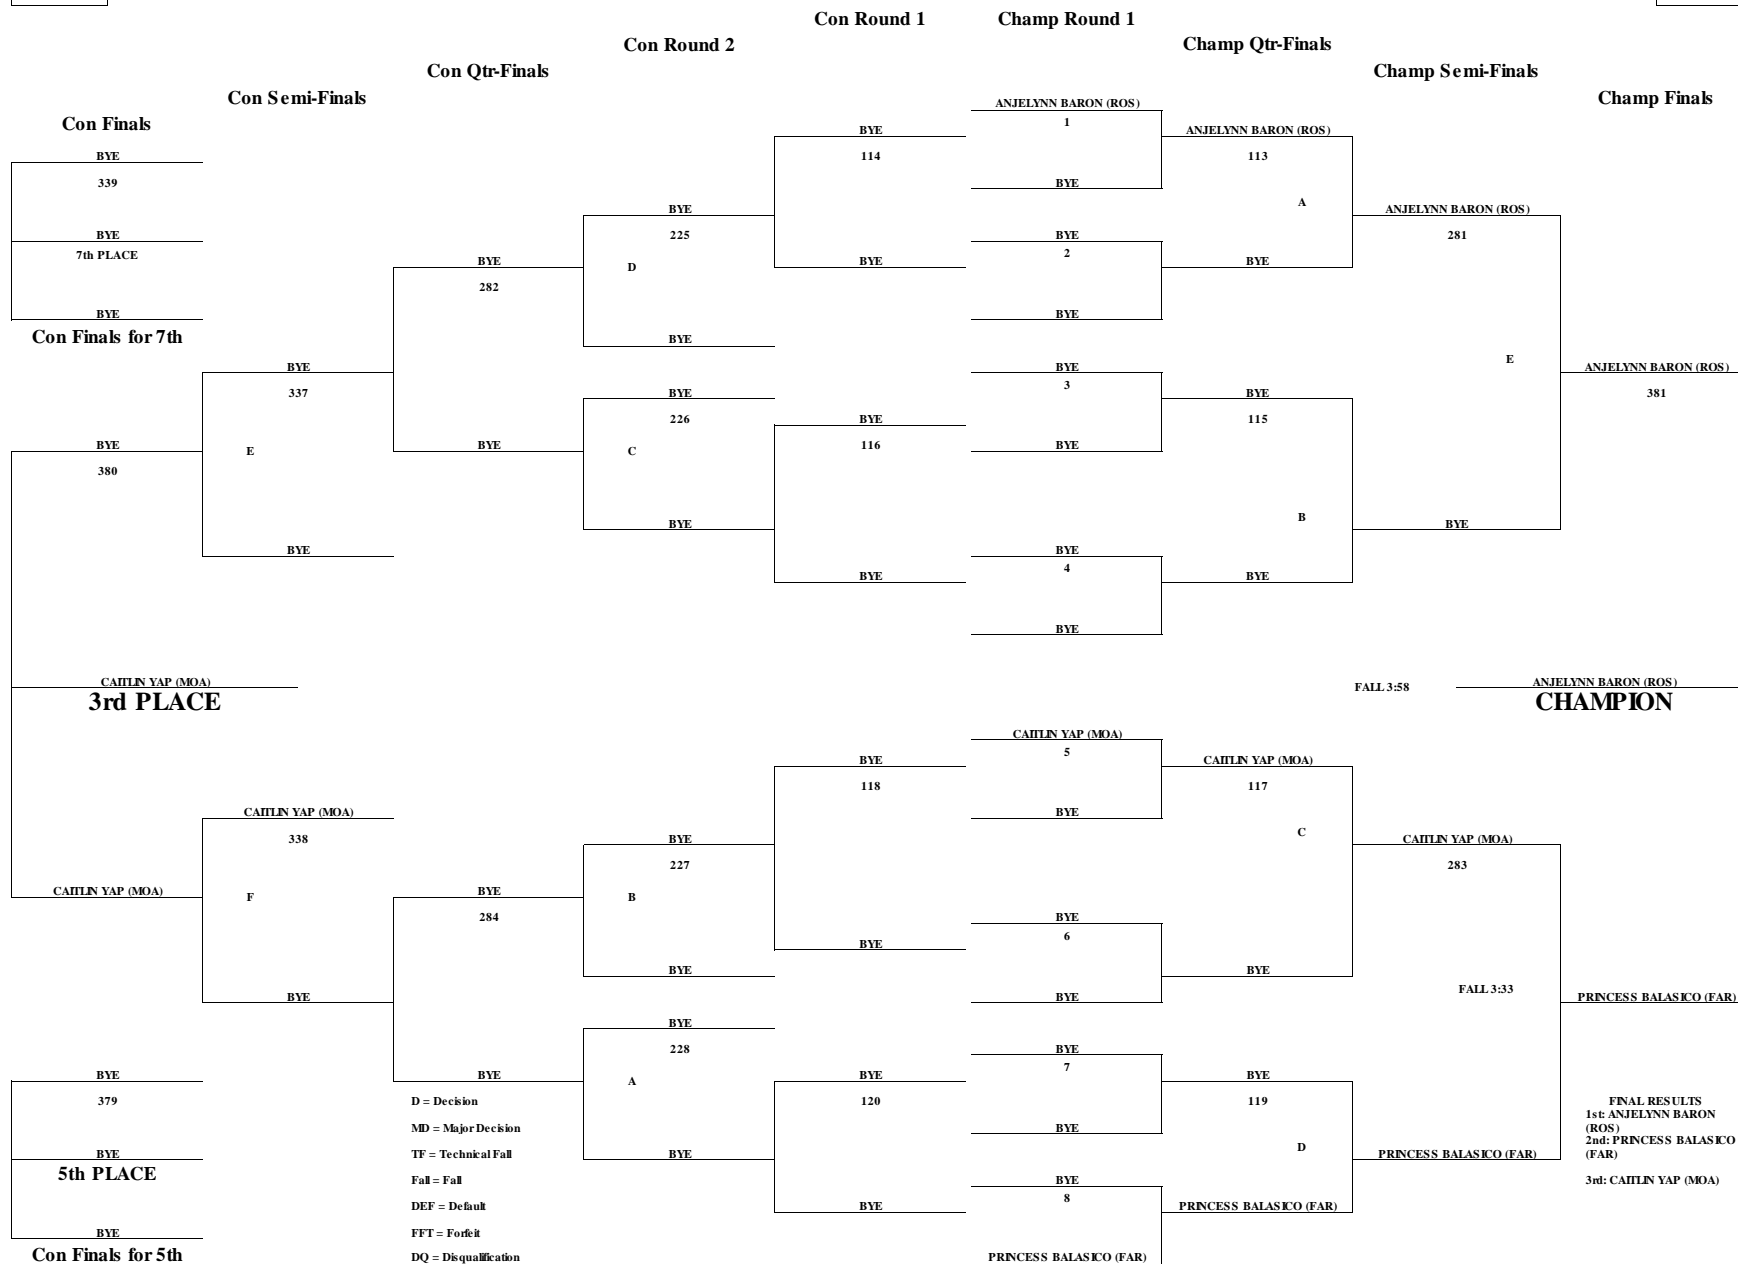 Con Round 1
Champ Round 1
Con Round 2
Champ Qtr-Finals
Con Qtr-Finals
Champ Semi-Finals
Con Semi-Finals
Champ Finals
Con Finals
ANJELYNN BARON (ROS)
1
BYE
ANJELYNN BARON (ROS)
BYE
339
114
113
BYE
A
BYE
ANJELYNN BARON (ROS)
BYE
225
BYE
281
7th PLACE
2
BYE
D
BYE
BYE
282
BYE
BYE
Con Finals for 7th
BYE
E
BYE
BYE
ANJELYNN BARON (ROS)
3
337
BYE
BYE
381
226
BYE
115
BYE
E
BYE
C
116
BYE
380
B
BYE
BYE
BYE
BYE
4
BYE
BYE
BYE
CAITLIN YAP (MOA)
3rd PLACE
FALL 3:58
ANJELYNN BARON (ROS)
CHAMPION
CAITLIN YAP (MOA)
5
BYE
CAITLIN YAP (MOA)
118
117
CAITLIN YAP (MOA)
BYE
338
BYE
C
CAITLIN YAP (MOA)
227
283
CAITLIN YAP (MOA)
F
BYE
B
284
BYE
6
BYE
BYE
BYE
FALL 3:33
BYE
BYE
PRINCESS BALASICO (FAR)
BYE
228
BYE
7
BYE
BYE
A
BYE
BYE
379
D = Decision
120
119
FINAL RESULTS
1st: ANJELYNN BARON
(ROS)
MD = Major Decision
BYE
2nd: PRINCESS BALASICO
(FAR)
D
BYE
TF = Technical Fall
BYE
PRINCESS BALASICO (FAR)
5th PLACE
Fall = Fall
BYE
3rd: CAITLIN YAP (MOA)
8
DEF = Default
BYE
PRINCESS BALASICO (FAR)
BYE
FFT = Forfeit
Con Finals for 5th
DQ = Disqualification
PRINCESS BALASICO (FAR)